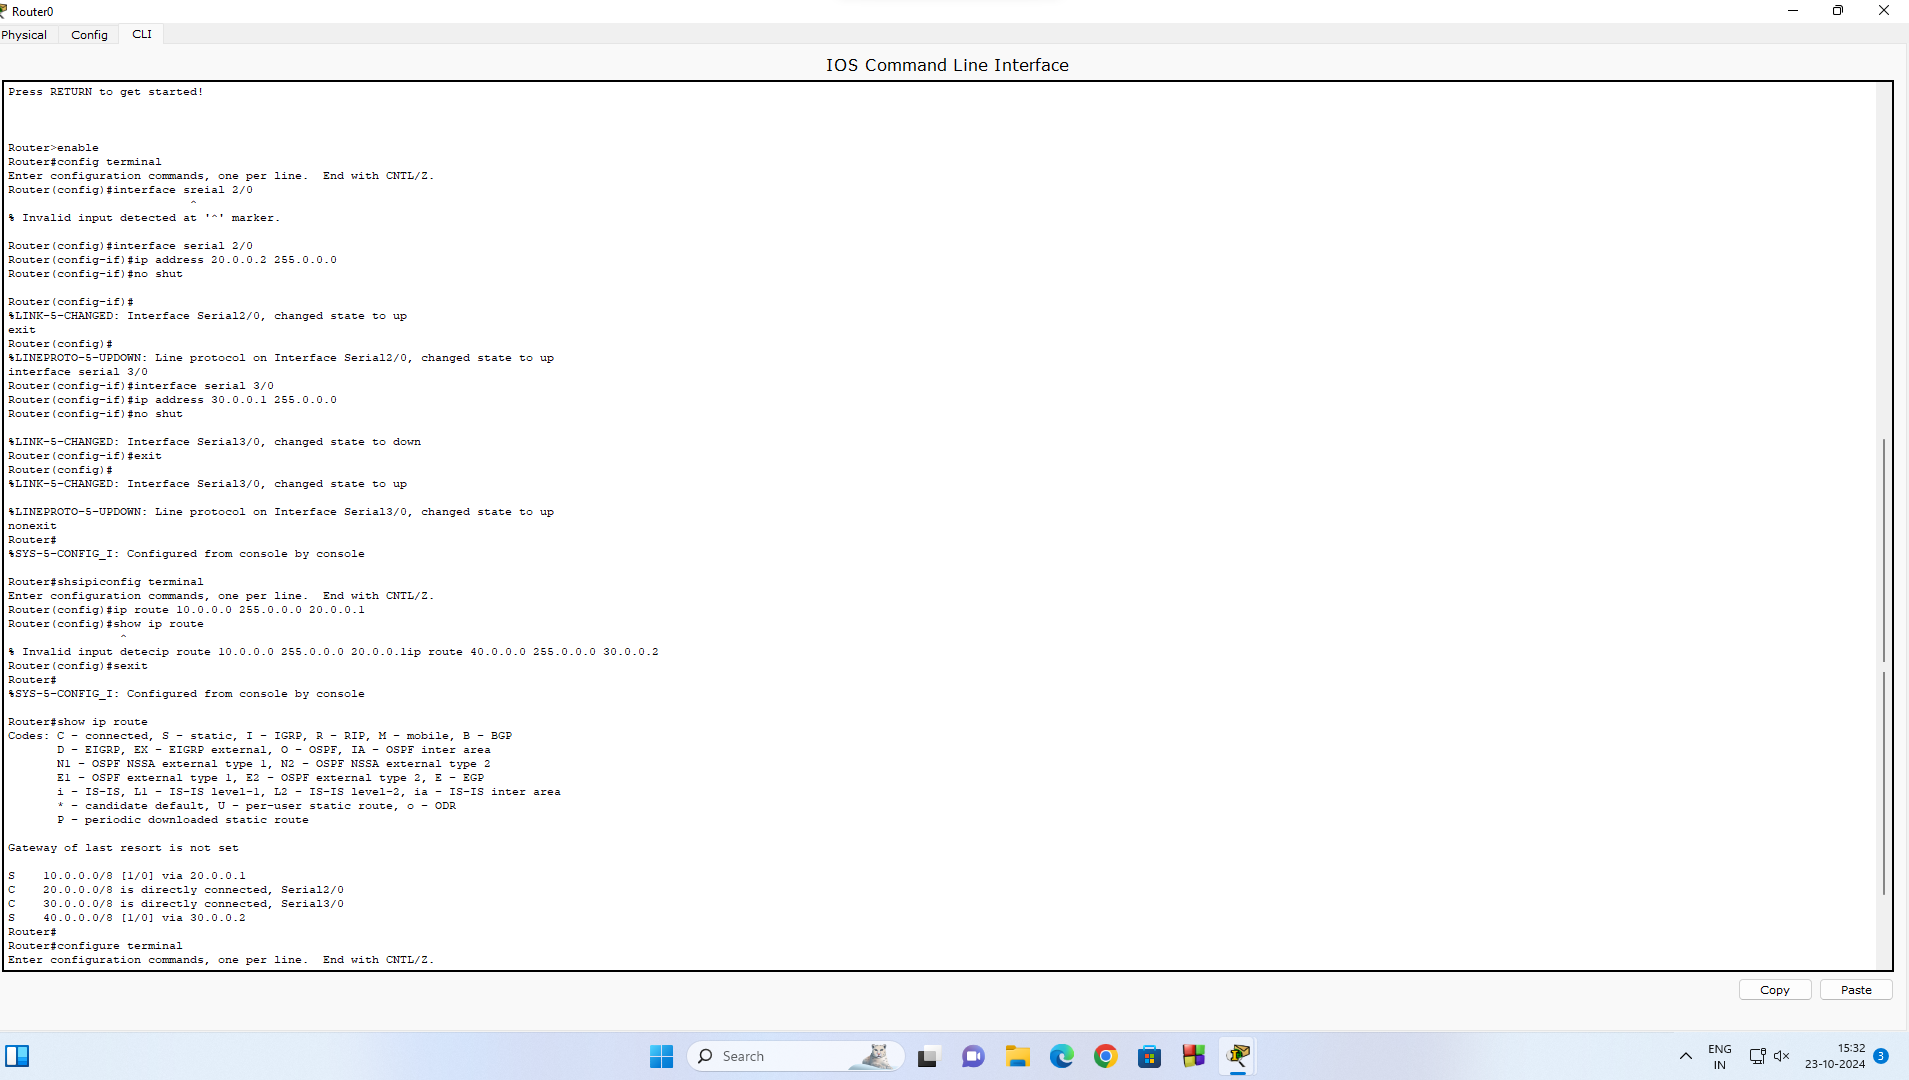 Router0
Physical
Config
CLI
IOS Command Line Interface
Press RETURN to get started!
Router>enable
Router#config terminal
Enter configuration commands, one per line.  End with CNTL/Z.
Router(config)#interface sreial 2/0
^
% Invalid input detected at '^' marker.
Router(config)#interface serial 2/0
Router(config-if)#ip address 20.0.0.2 255.0.0.0
Router(config-if)#no shut
Router(config-if)#
%LINK-5-CHANGED: Interface Serial2/0, changed state to up
exit
Router(config)#
%LINEPROTO-5-UPDOWN: Line protocol on Interface Serial2/0, changed state to up
interface serial 3/0
Router(config-if)#interface serial 3/0
Router(config-if)#ip address 30.0.0.1 255.0.0.0
Router(config-if)#no shut
%LINK-5-CHANGED: Interface Serial3/0, changed state to down
Router(config-if)#exit
Router(config)#
%LINK-5-CHANGED: Interface Serial3/0, changed state to up
%LINEPROTO-5-UPDOWN: Line protocol on Interface Serial3/0, changed state to up
nonexit
Router#
%SYS-5-CONFIG_I: Configured from console by console
Router#shsipiconfig terminal
Enter configuration commands, one per line.  End with CNTL/Z.
Router(config)#ip route 10.0.0.0 255.0.0.0 20.0.0.1
Router(config)#show ip route
^
% Invalid input detecip route 10.0.0.0 255.0.0.0 20.0.0.1ip route 40.0.0.0 255.0.0.0 30.0.0.2
Router(config)#sexit
Router#
%SYS-5-CONFIG_I: Configured from console by console
Router#show ip route
Codes: C - connected, S - static, I - IGRP, R - RIP, M - mobile, B - BGP
D - EIGRP, EX - EIGRP external, O - OSPF, IA - OSPF inter area
N1 - OSPF NSSA external type 1, N2 - OSPF NSSA external type 2
E1 - OSPF external type 1, E2 - OSPF external type 2, E - EGP
i - IS-IS, L1 - IS-IS level-1, L2 - IS-IS level-2, ia - IS-IS inter area
* - candidate default, U - per-user static route, o - ODR
P - periodic downloaded static route
Gateway of last resort is not set
S    10.0.0.0/8 [1/0] via 20.0.0.1
C    20.0.0.0/8 is directly connected, Serial2/0
C    30.0.0.0/8 is directly connected, Serial3/0
S    40.0.0.0/8 [1/0] via 30.0.0.2
Router#
Router#configure terminal
Enter configuration commands, one per line.  End with CNTL/Z.
Copy
Paste
Search
ENG
IN
15:32
23-10-2024
3